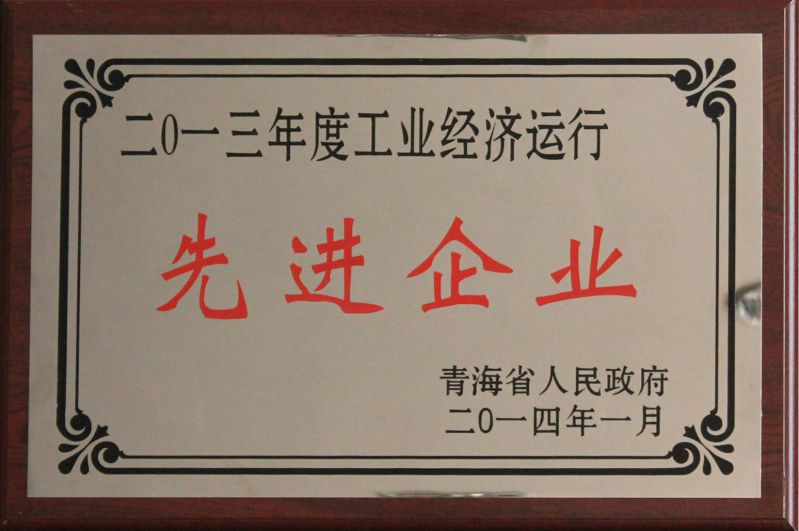 二0一三年度工业经济运行
先进企业
青海省人民政府
二0一四年一月